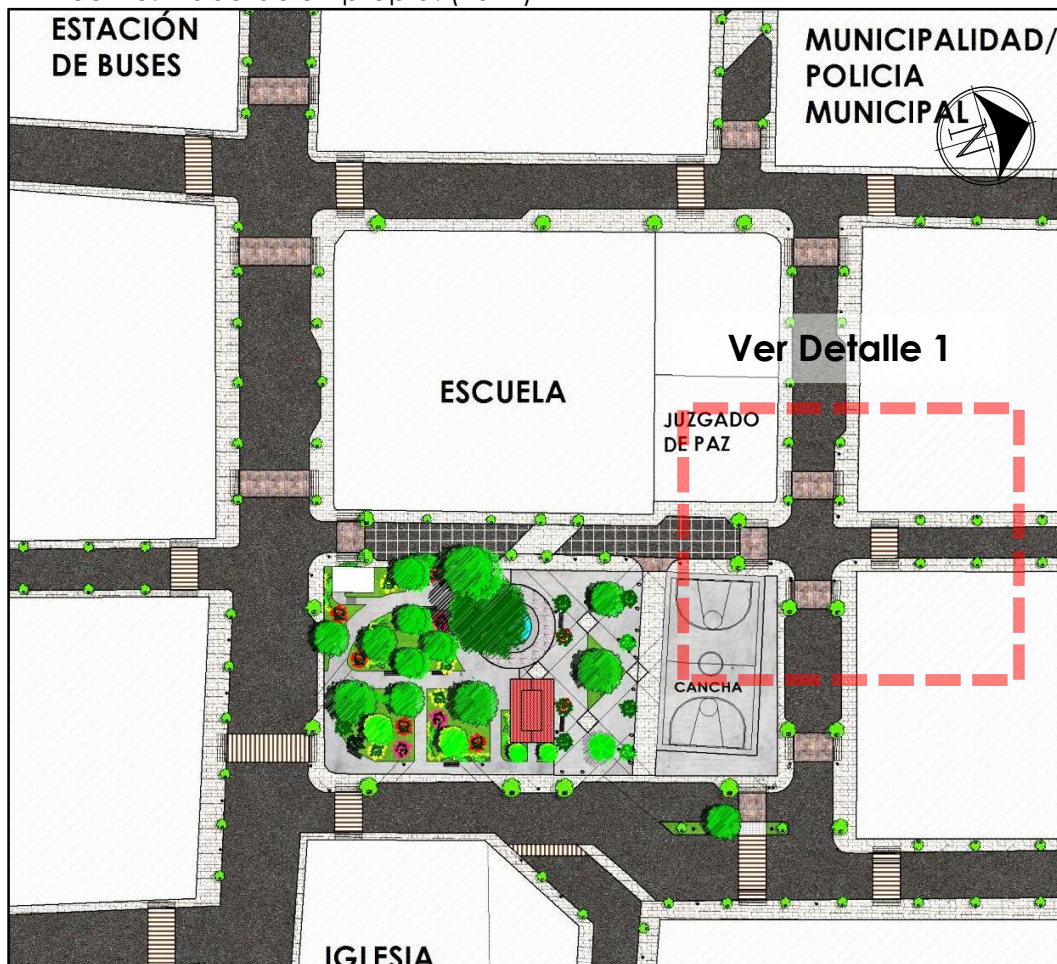 ESTACIÓN
DE BUSES
MUNICIPALIDAD/
POLICIA
MUNICIPAL
N
Ver Detalle 1
ESCUELA
JUZGADO
DE PAZ
CANCHA
IGLESIA